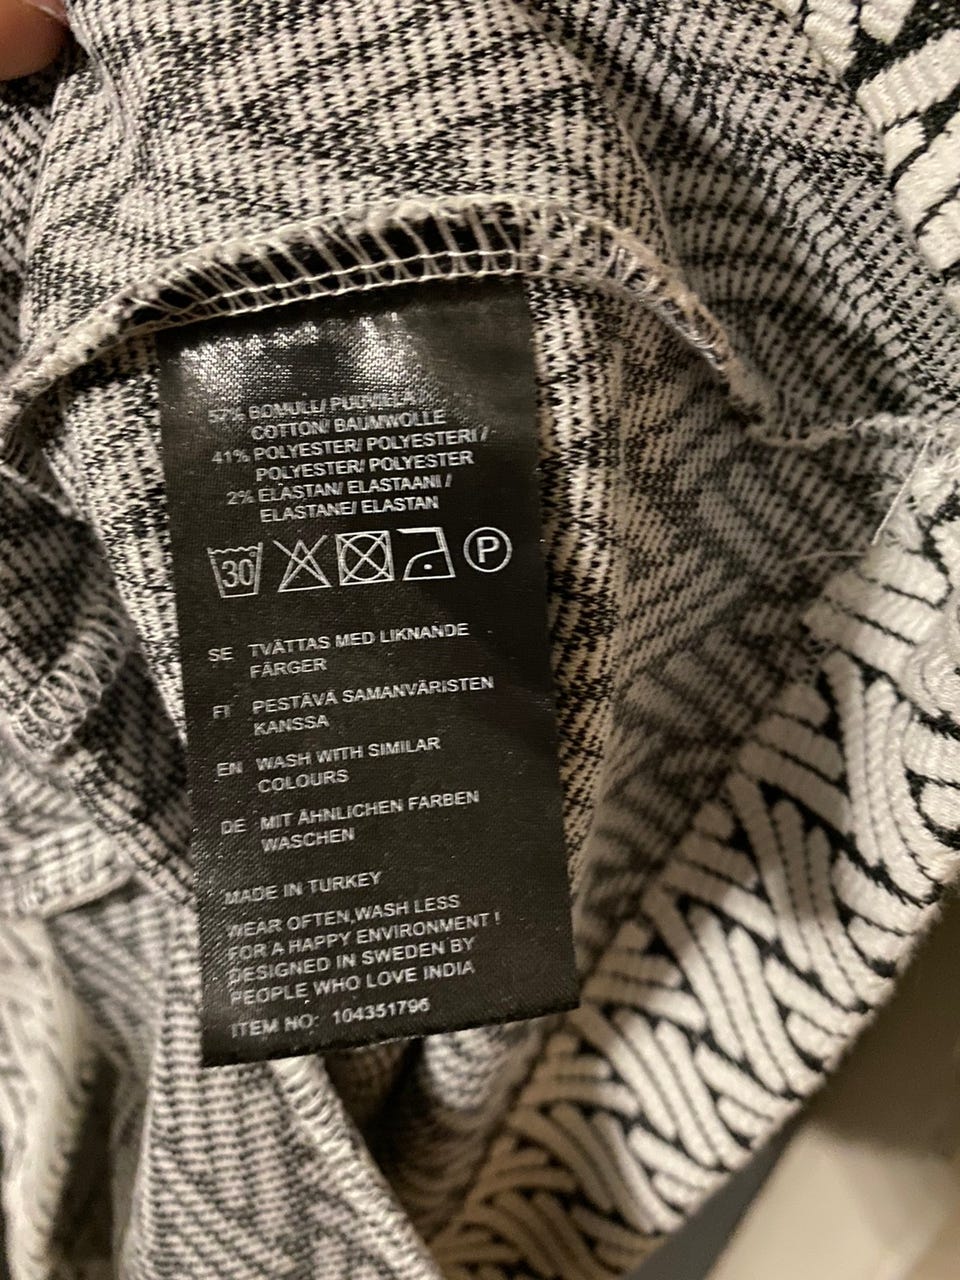 57% BOMULL/ PUUVILLA/
COTTON/ BAUMWOLLE
41% POLYESTER/ POLYESTERI /
POLYESTER/ POLYESTER
2% ELASTAN/ ELASTAANI /
ELASTANE/ ELASTAN
30 P
SE TVÄTTAS MED LIKNANDE
FÄRGER
FI PESTÄVÄ SAMANVÄRISTEN
KANSSA
EN WASH WITH SIMILAR
COLOURS
DE MIT ÄHNLICHEN FARBEN
WASCHEN
MADE IN TURKEY
WEAR OFTEN,WASH LESS
FOR A HAPPY ENVIRONMENT !
DESIGNED IN SWEDEN BY
PEOPLE WHO LOVE INDIA
ITEM NO: 104351796